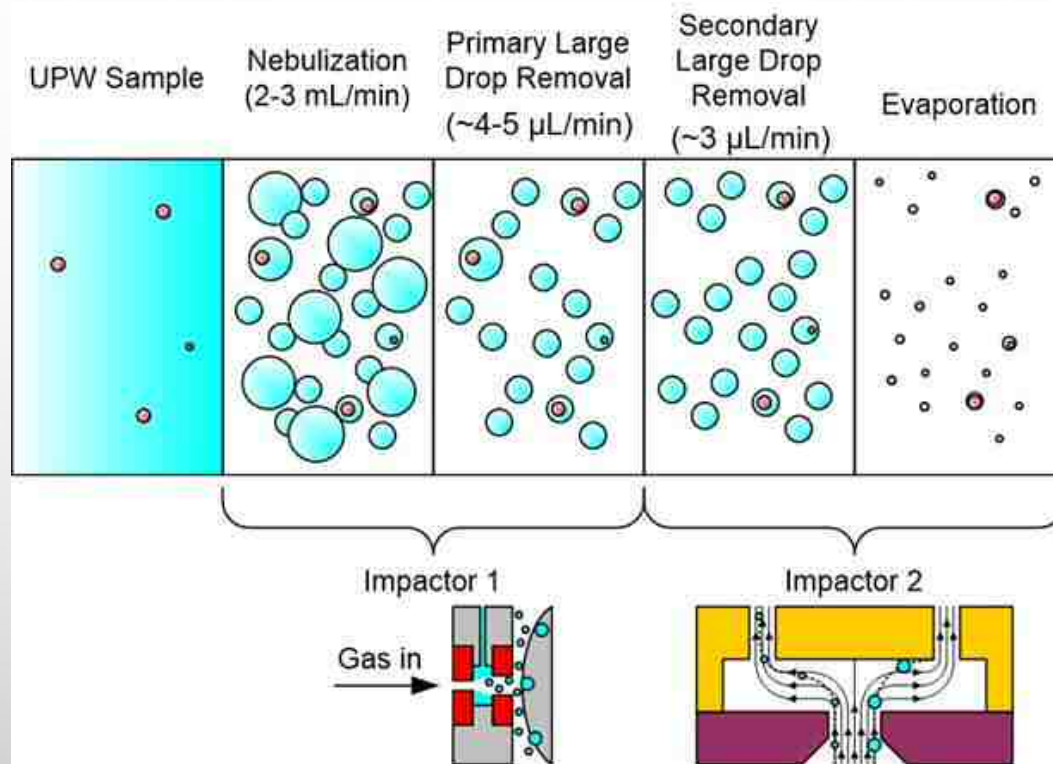 UPW Sample
Nebulization
(2-3 mL/min)
Primary Large
Drop Removal
(~4-5 µL/min)
Secondary
Large Drop
Removal
(~3 µL/min)
Evaporation
Impactor 1
Gas in
Impactor 2